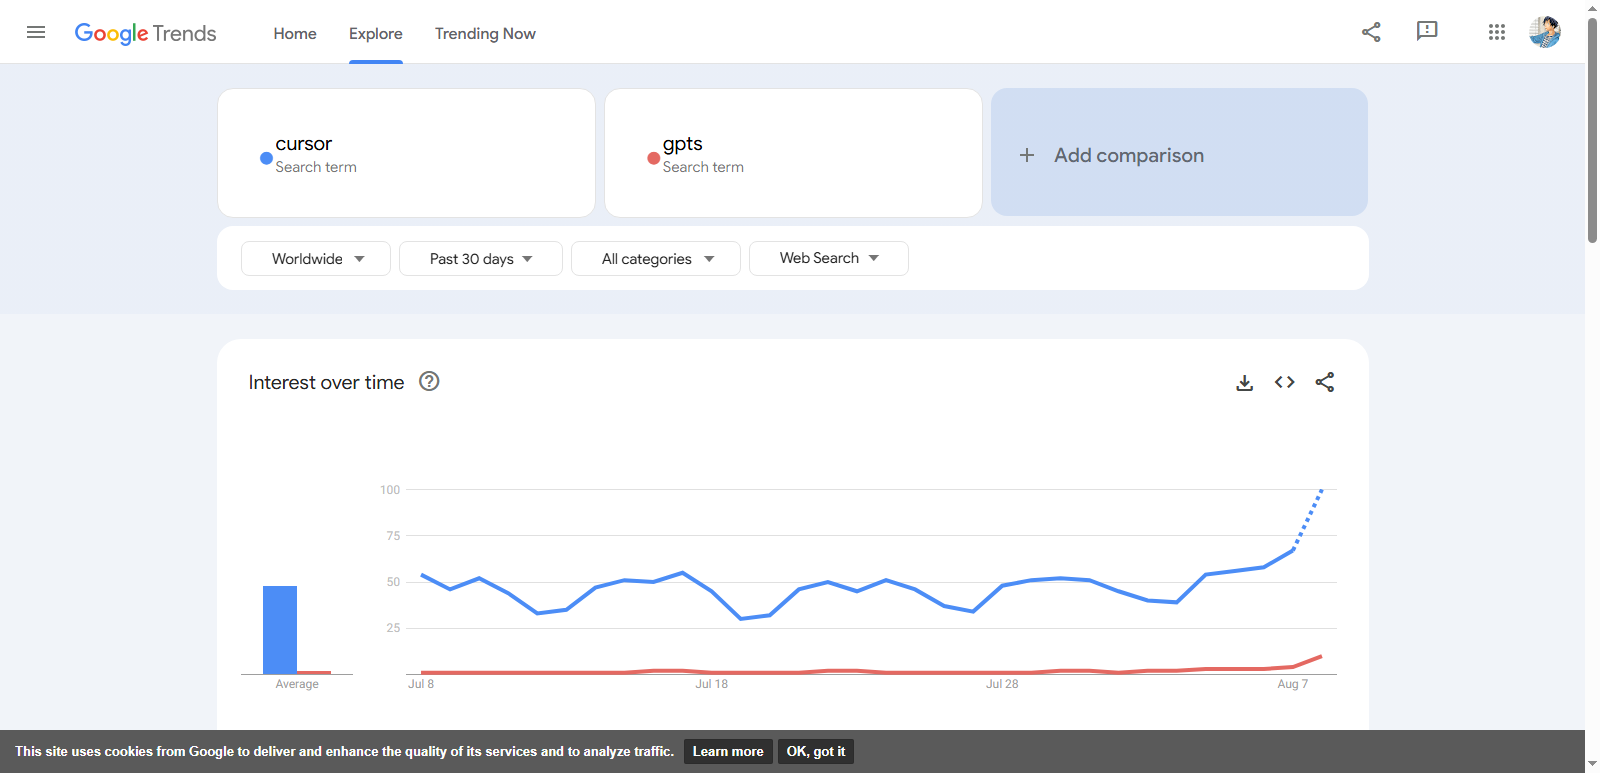 Google Trends Home Explore Trending Now
cursor
Search term
gpts
Search term
+ Add comparison
Worldwide Past 30 days All categories Web Search
Interest over time ?
100
75
50
25
Average
Jul 8 Jul 18 Jul 28 Aug 7
This site uses cookies from Google to deliver and enhance the quality of its services and to analyze traffic. Learn more OK, got it